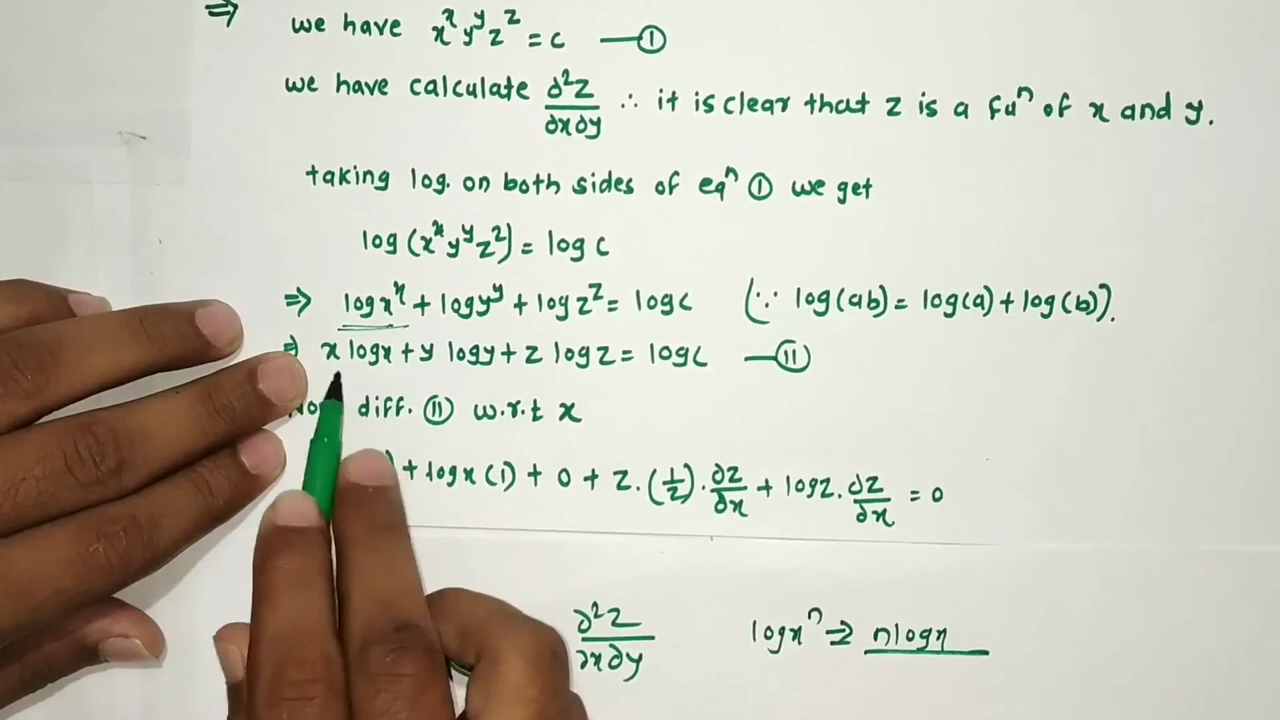 ⇒ we have x^x y^y z^z = c —①
we have calculate ∂²z/∂x∂y ∴ it is clear that z is a fuⁿ of x and y.
taking log. on both sides of eqⁿ ① we get
log (x^x y^y z^z) = log c
⇒ log x^x + log y^y + log z^z = log c (∵ log(ab) = log(a) + log(b)).
⇒ x log x + y log y + z log z = log c —⑪
diff. ⑪ w.r.t x
+ log x (1) + 0 + z.(1/z).∂z/∂x + log z.∂z/∂x = 0
∂²z/∂x∂y log xⁿ ⇒ n log x